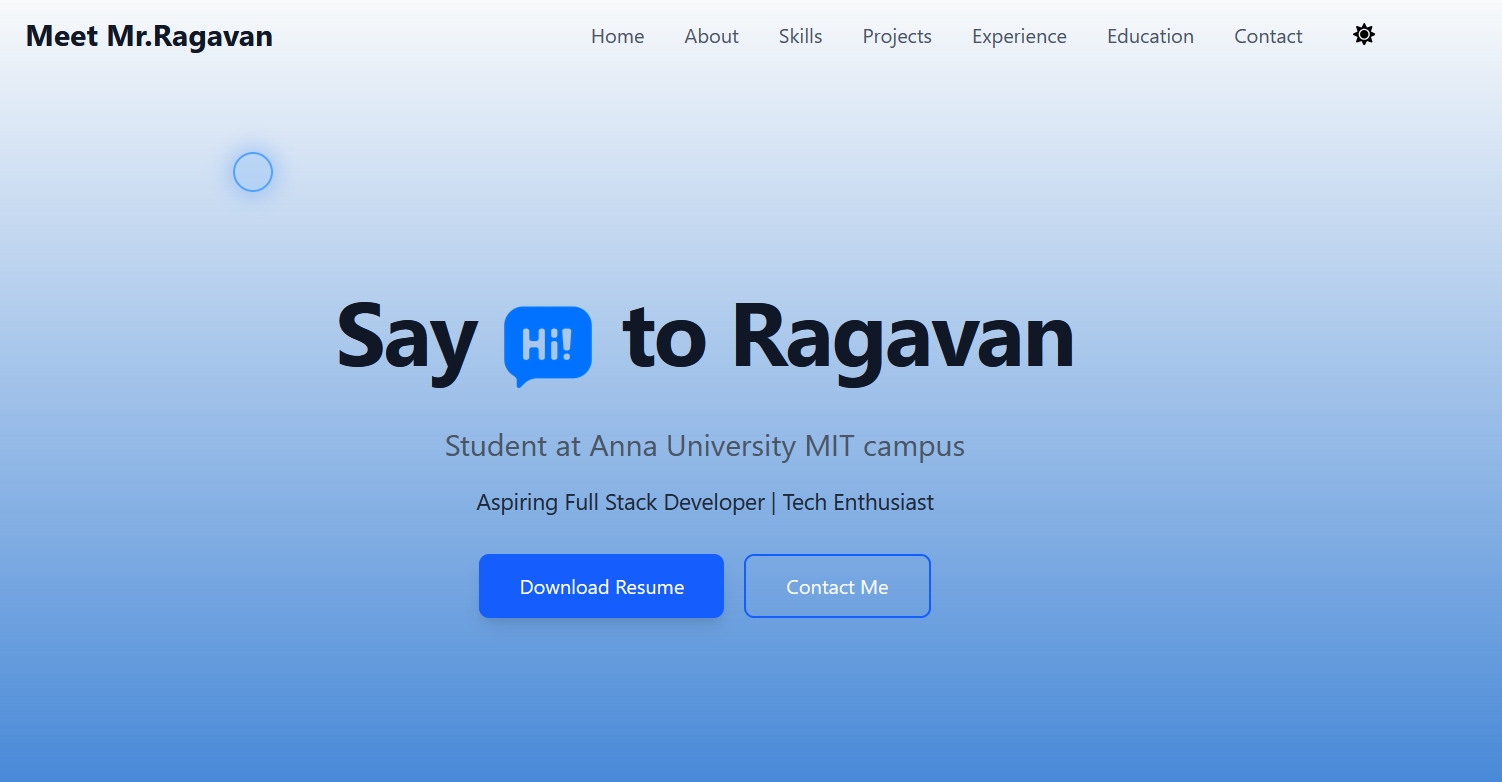 Meet Mr.Ragavan
Home About Skills Projects Experience Education Contact
Say Hi! to Ragavan
Student at Anna University MIT campus
Aspiring Full Stack Developer | Tech Enthusiast
Download Resume Contact Me